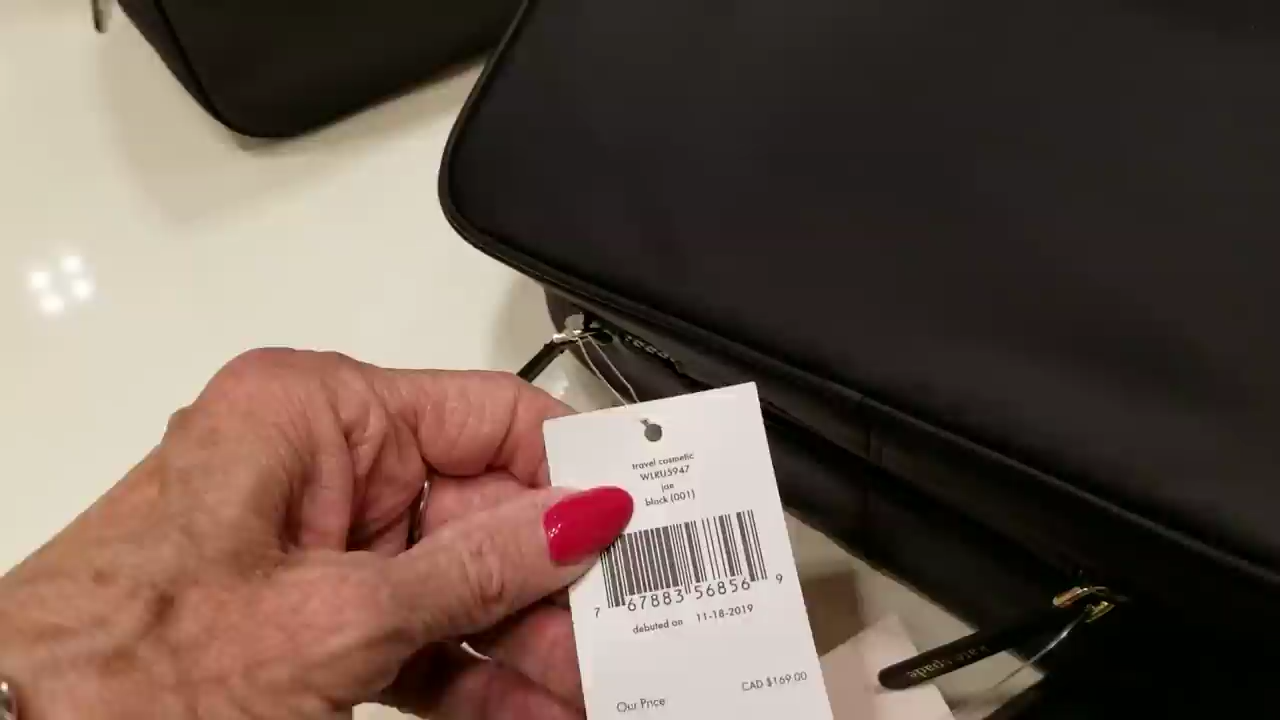 travel cosmetic
WLRU5947
jae
black (001)
7 67883 56856 9
debuted on 11-18-2019
CAD $169.00
Our Price
kate spade